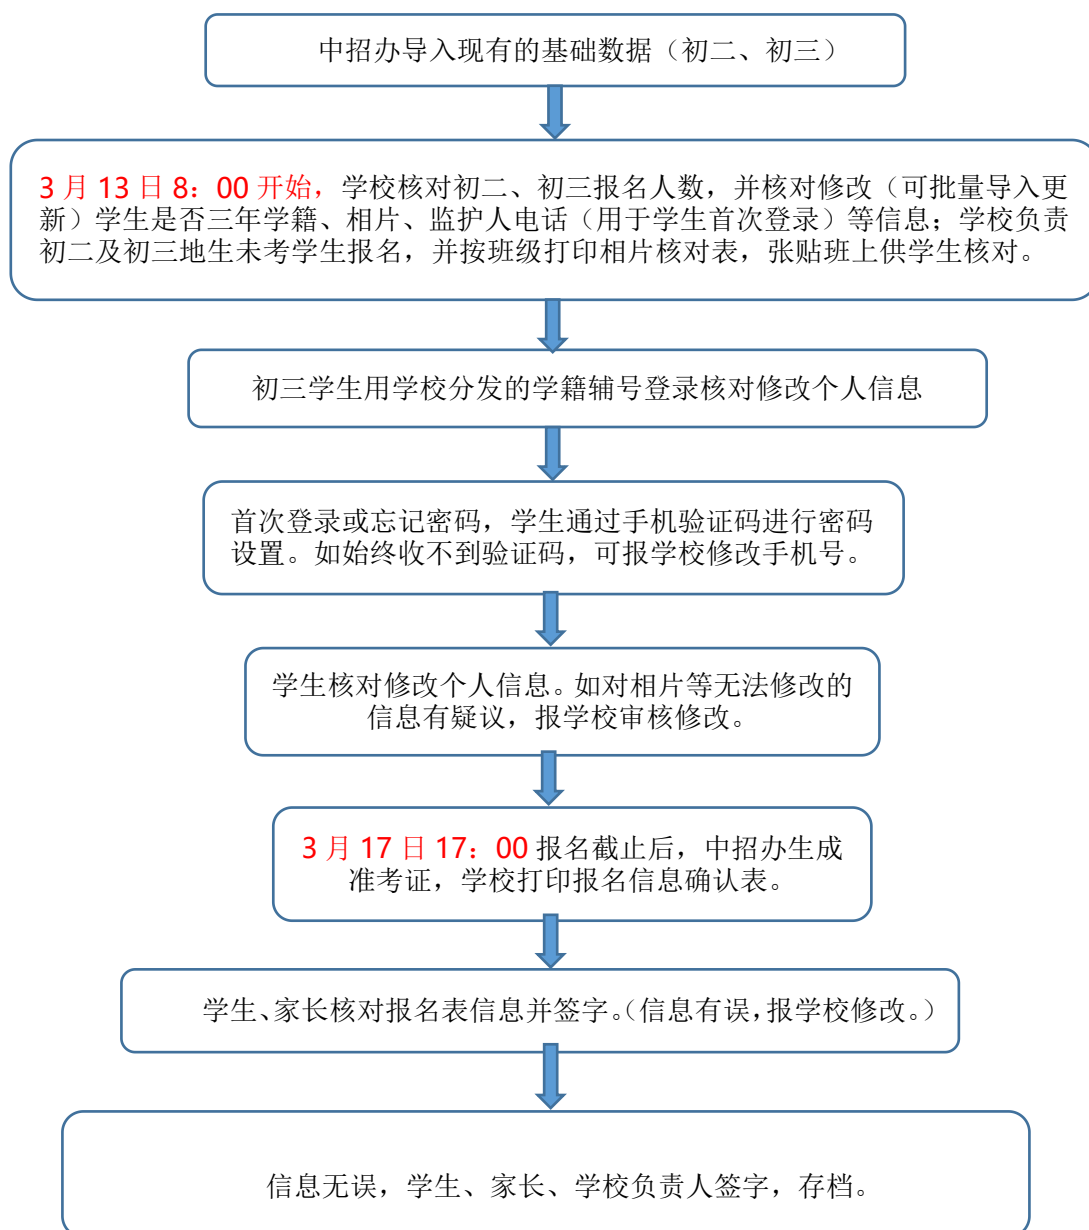 中招办导入现有的基础数据（初二、初三）
3 月 13 日 8：00 开始，学校核对初二、初三报名人数，并核对修改（可批量导入更
新）学生是否三年学籍、相片、监护人电话（用于学生首次登录）等信息；学校负责
初二及初三地生未考学生报名，并按班级打印相片核对表，张贴班上供学生核对。
初三学生用学校分发的学籍辅号登录核对修改个人信息
首次登录或忘记密码，学生通过手机验证码进行密码
设置。如始终收不到验证码，可报学校修改手机号。
学生核对修改个人信息。如对相片等无法修改的
信息有疑议，报学校审核修改。
3 月 17 日 17：00 报名截止后，中招办生成
准考证，学校打印报名信息确认表。
学生、家长核对报名表信息并签字。（信息有误，报学校修改。）
信息无误，学生、家长、学校负责人签字，存档。